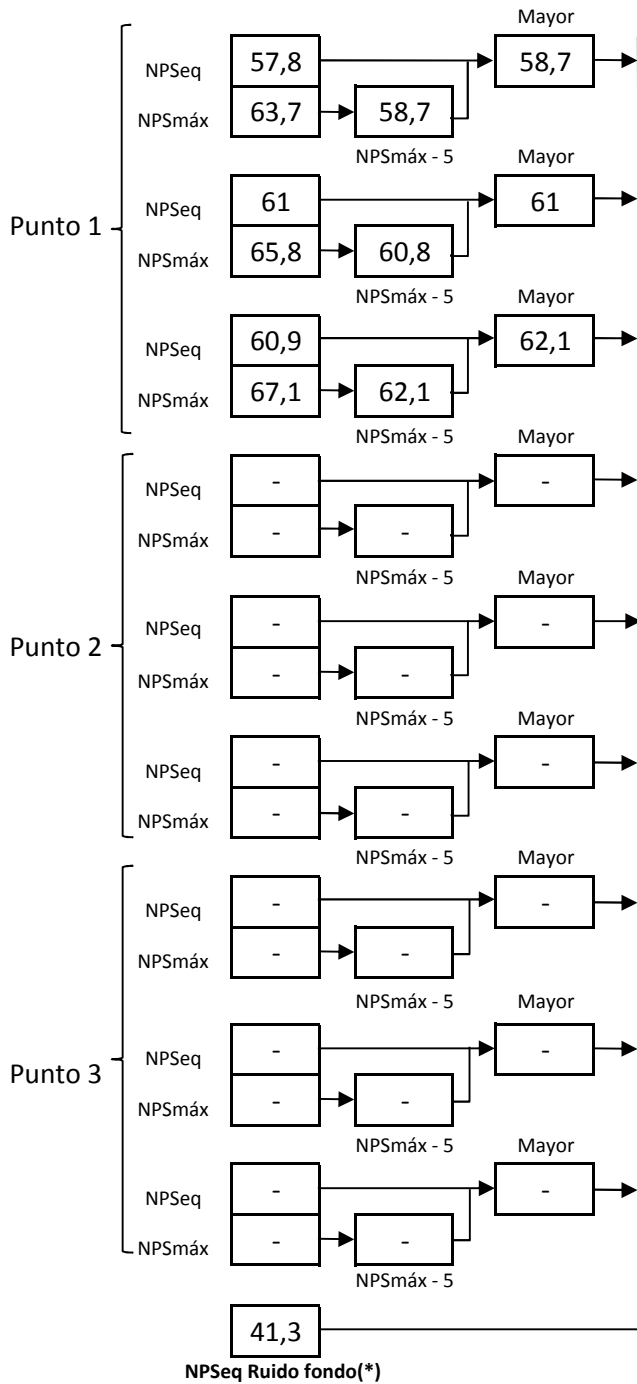 Mayor
NPSeq 57,8 58,7
NPSmáx 63,7 58,7
NPSmáx - 5 Mayor
Punto 1
NPSeq 61 61
NPSmáx 65,8 60,8
NPSmáx - 5 Mayor
NPSeq 60,9 62,1
NPSmáx 67,1 62,1
NPSmáx - 5 Mayor
NPSeq - -
NPSmáx - -
NPSmáx - 5 Mayor
Punto 2
NPSeq - -
NPSmáx - -
NPSmáx - 5 Mayor
NPSeq - -
NPSmáx - -
NPSmáx - 5 Mayor
NPSeq - -
NPSmáx - -
NPSmáx - 5 Mayor
Punto 3
NPSeq - -
NPSmáx - -
NPSmáx - 5 Mayor
NPSeq - -
NPSmáx - -
NPSmáx - 5
41,3
NPSeq Ruido fondo(*)